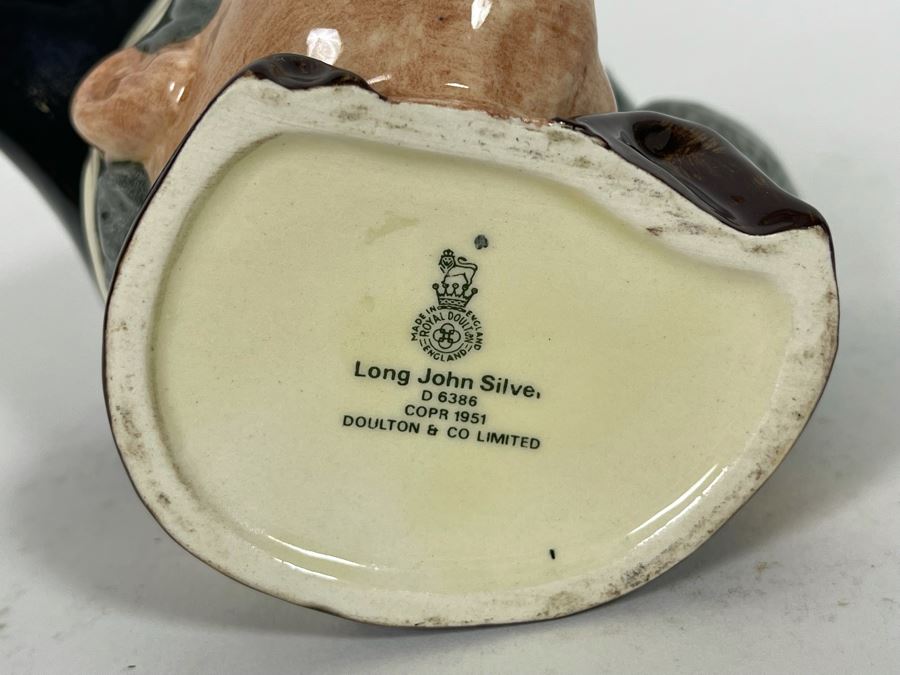 MADE IN ENGLAND
ROYAL DOULTON
ENGLAND
Long John Silve
D 6386
COPR 1951
DOULTON & CO LIMITED